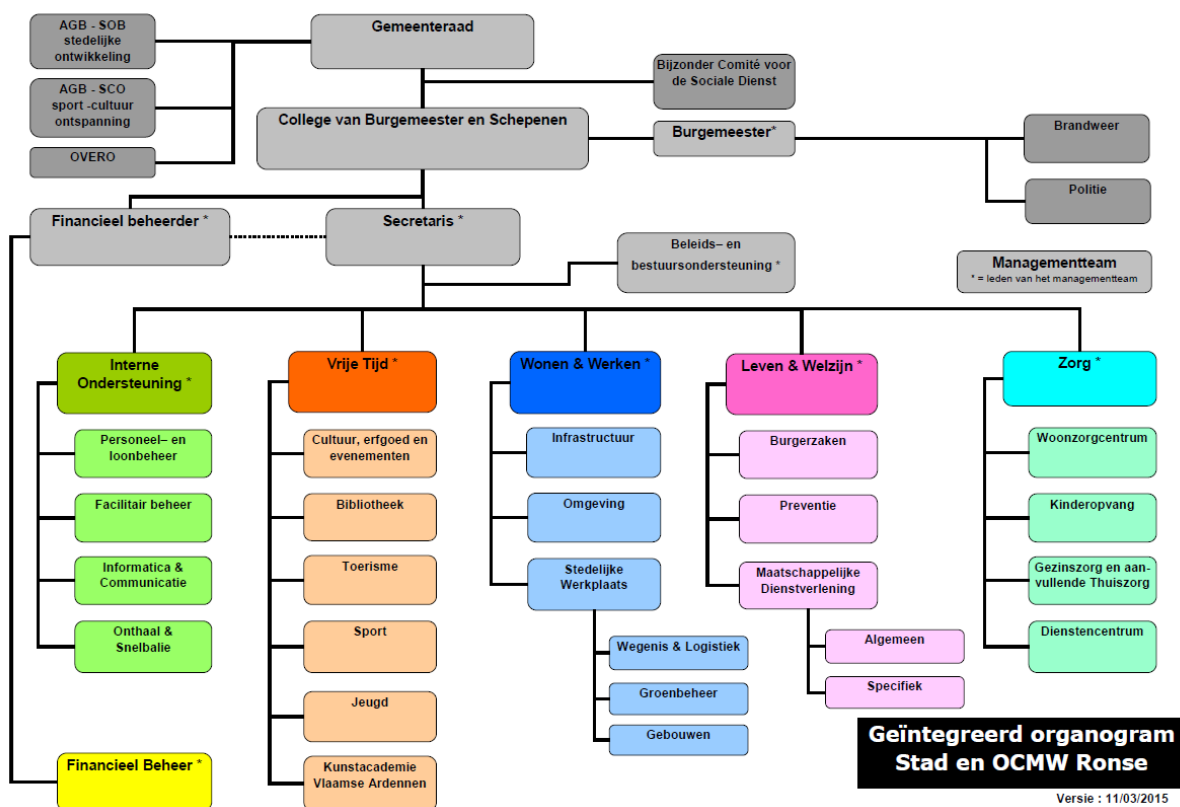 AGB - SOB
stedelijke
ontwikkeling
Gemeenteraad
Bijzonder Comité voor
de Sociale Dienst
AGB - SCO
sport -cultuur
ontspanning
College van Burgemeester en Schepenen
Burgemeester*
Brandweer
OVERO
Politie
Financieel beheerder *
Secretaris *
Beleids– en
bestuursondersteuning *
Managementteam
* = leden van het managementteam
Interne
Ondersteuning *
Personeel– en
loonbeheer
Facilitair beheer
Informatica &
Communicatie
Onthaal &
Snelbalie
Financieel Beheer *
Vrije Tijd *
Cultuur, erfgoed en
evenementen
Bibliotheek
Toerisme
Sport
Jeugd
Kunstacademie
Vlaamse Ardennen
Wonen & Werken *
Infrastructuur
Omgeving
Stedelijke
Werkplaats
Wegenis & Logistiek
Groenbeheer
Gebouwen
Leven & Welzijn *
Burgerzaken
Preventie
Maatschappelijke
Dienstverlening
Algemeen
Specifiek
Zorg *
Woonzorgcentrum
Kinderopvang
Gezinszorg en aan-
vullende Thuiszorg
Dienstencentrum
Geïntegreerd organogram
Stad en OCMW Ronse
Versie : 11/03/2015